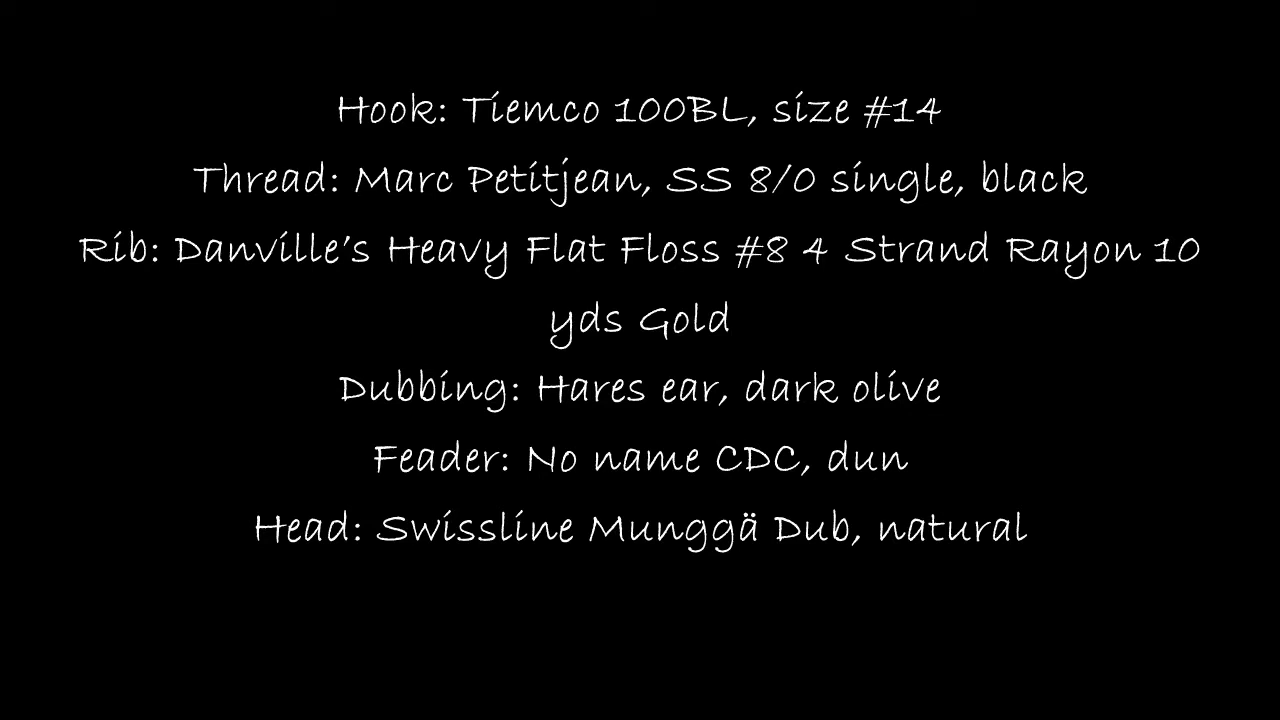 Hook: Tiemco 100BL, size #14
Thread: Marc Petitjean, SS 8/0 single, black
Rib: Danville's Heavy Flat Floss #8 4 Strand Rayon 10
yds Gold
Dubbing: Hares ear, dark olive
Feader: No name CDC, dun
Head: Swissline Munggä Dub, natural